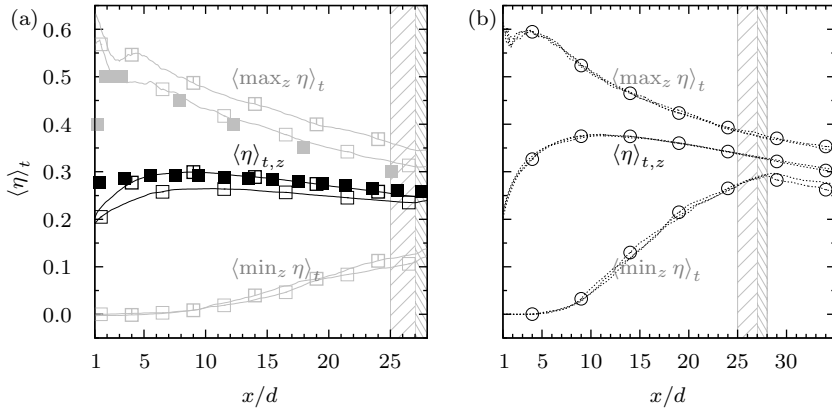 (a)
(b)
0.6
0.5
0.4
0.3
0.2
0.1
0.0
⟨η⟩t
⟨maxz η⟩t
⟨η⟩t,z
⟨minz η⟩t
1 5 10 15 20 25
x/d
⟨maxz η⟩t
⟨η⟩t,z
⟨minz η⟩t
1 5 10 15 20 25 30
x/d